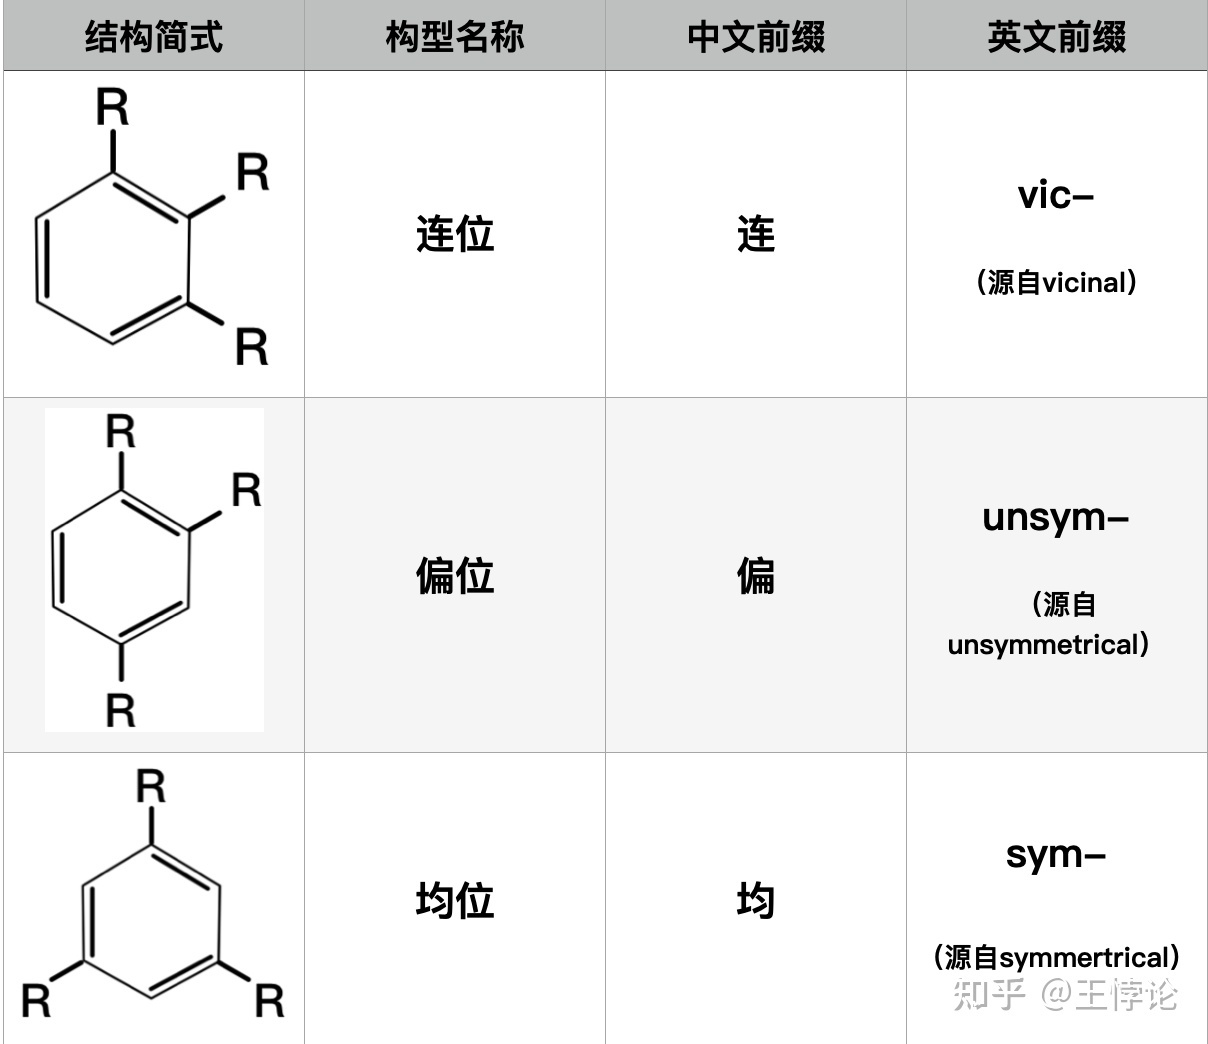 结构简式 构型名称 中文前缀 英文前缀
R
R
R
连位 连 vic–
（源自vicinal）
R
R
R
偏位 偏 unsym–
（源自
unsymmetrical）
R
R
R
均位 均 sym–
（源自symmertrical）
知乎 @王悖论